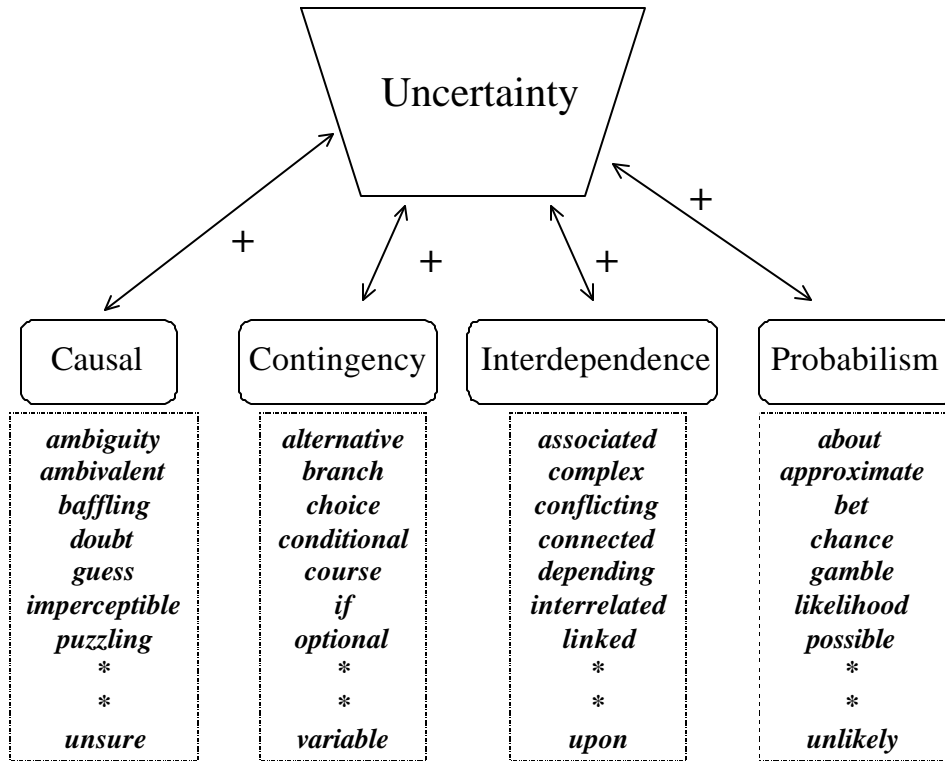 Uncertainty
+
+
+
+
Causal
Contingency
Interdependence
Probabilism
ambiguity
ambivalent
baffling
doubt
guess
imperceptible
puzzling
*
*
unsure
alternative
branch
choice
conditional
course
if
optional
*
*
variable
associated
complex
conflicting
connected
depending
interrelated
linked
*
*
upon
about
approximate
bet
chance
gamble
likelihood
possible
*
*
unlikely